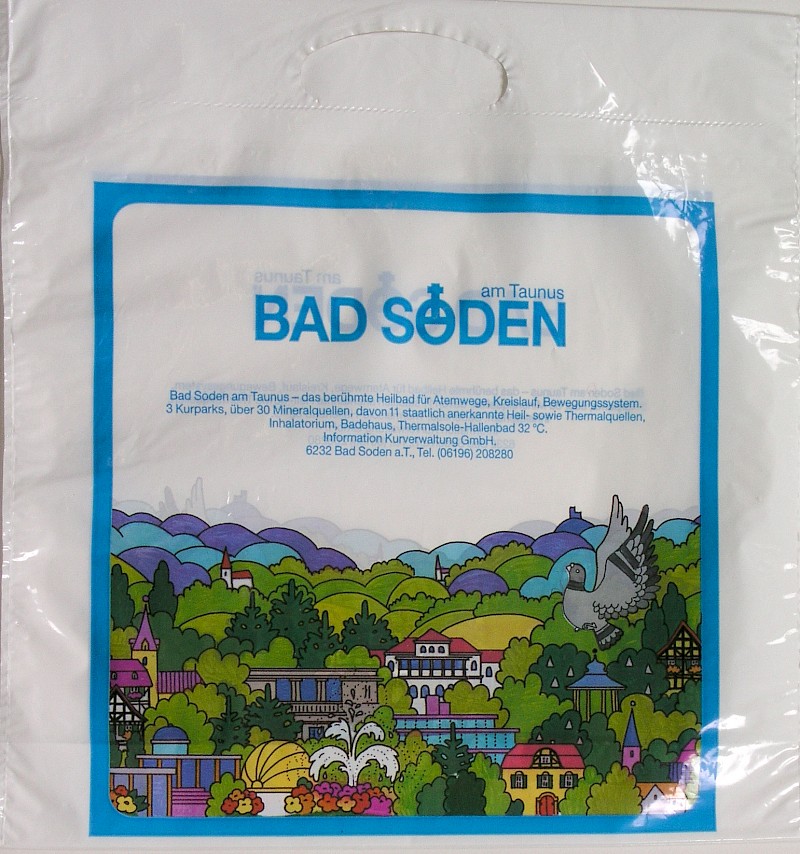 am Taunus
BAD SODEN
Bad Soden am Taunus – das berühmte Heilbad für Atemwege, Kreislauf, Bewegungssystem.
3 Kurparks, über 30 Mineralquellen, davon 11 staatlich anerkannte Heil- sowie Thermalquellen,
Inhalatorium, Badehaus, Thermalsole-Hallenbad 32 °C.
Information Kurverwaltung GmbH.
6232 Bad Soden a.T., Tel. (06196) 208280